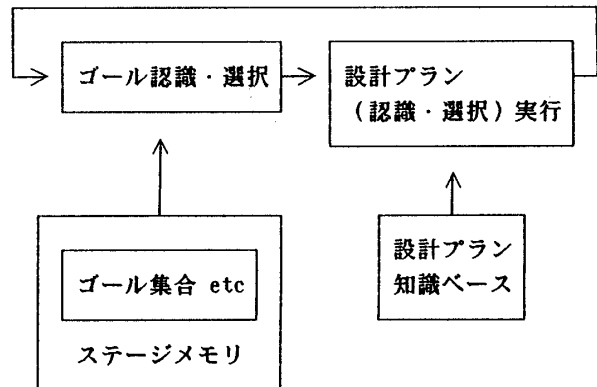 ゴール認識・選択
設計プラン
（認識・選択）実行
ゴール集合 etc
ステージメモリ
設計プラン
知識ベース